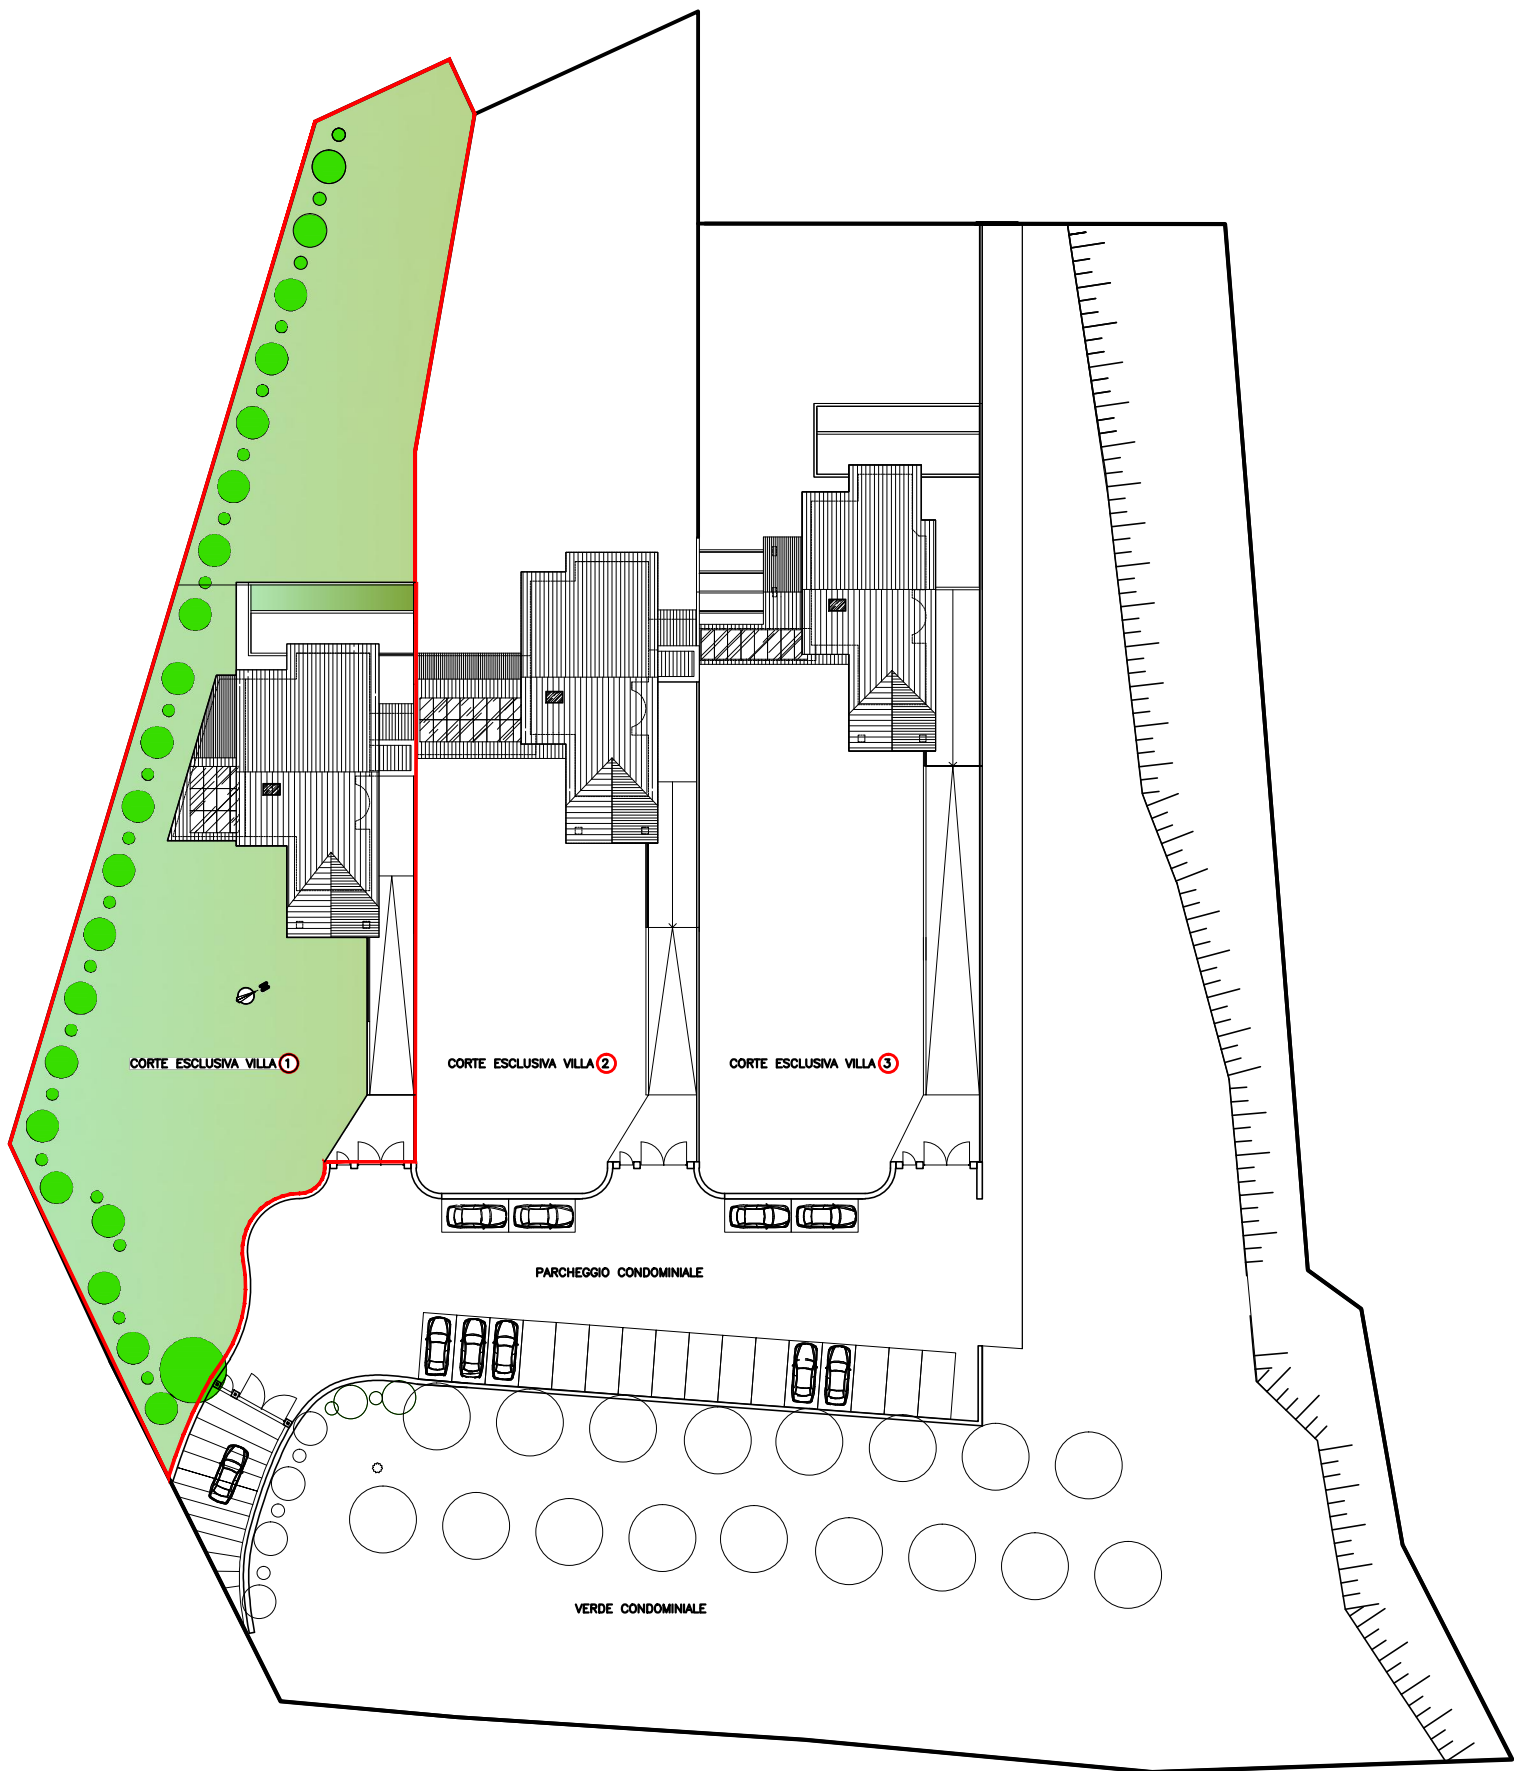 CORTE ESCLUSIVA VILLA 1
CORTE ESCLUSIVA VILLA 2
CORTE ESCLUSIVA VILLA 3
PARCHEGGIO CONDOMINIALE
VERDE CONDOMINIALE